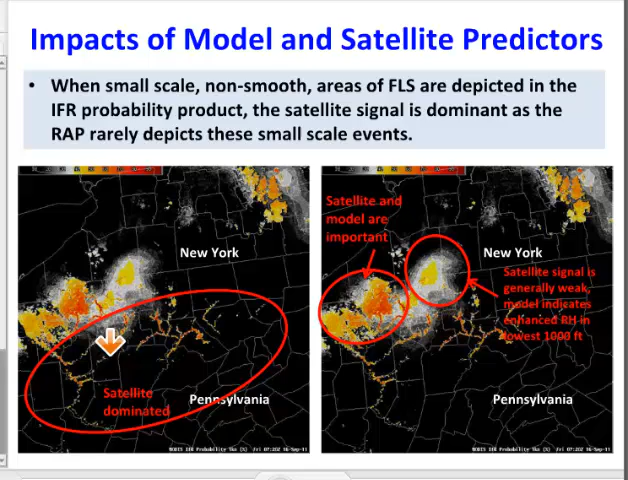 Impacts of Model and Satellite Predictors
• When small scale, non-smooth, areas of FLS are depicted in the
IFR probability product, the satellite signal is dominant as the
RAP rarely depicts these small scale events.
New York
Satellite
dominated
Pennsylvania
Satellite and
model are
important
New York
Satellite signal is
generally weak,
model indicates
enhanced RH in
lowest 1000 ft
Pennsylvania